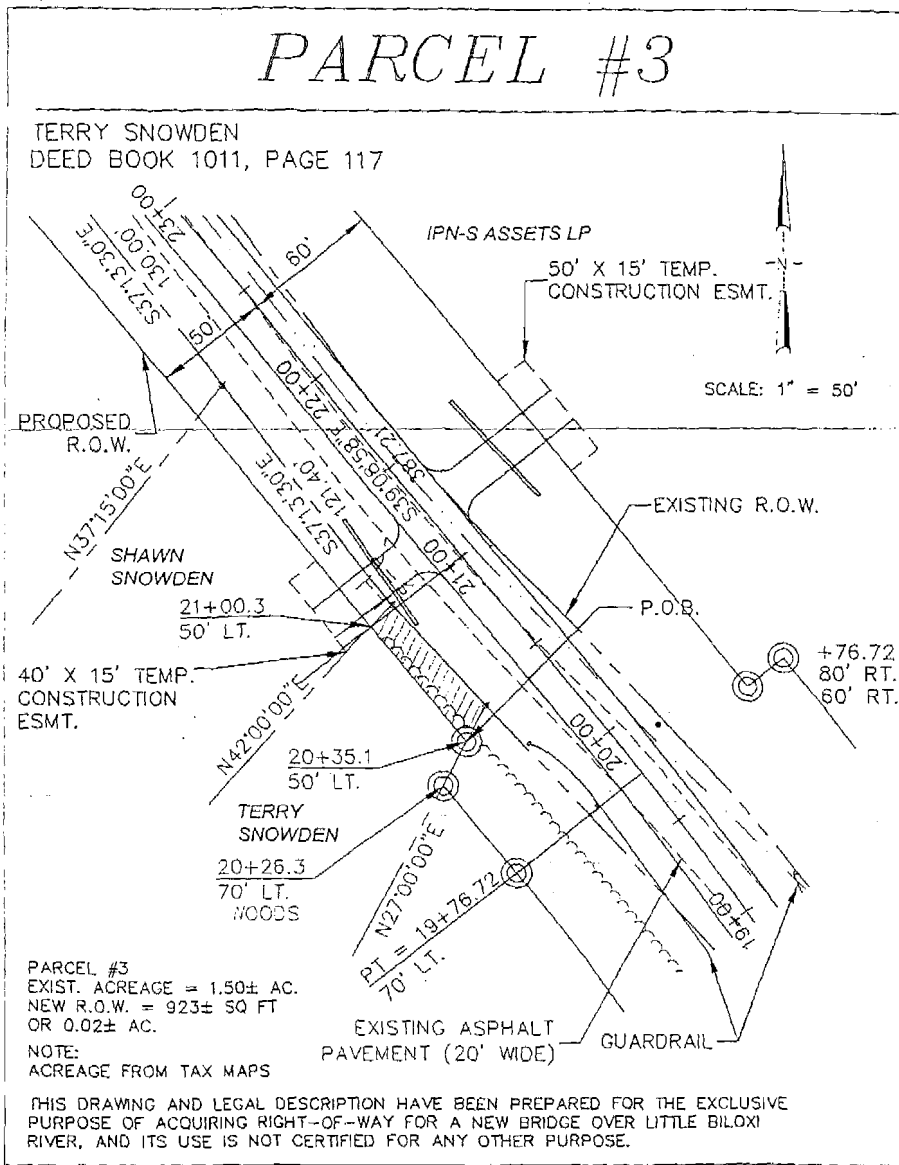 PARCEL #3
TERRY SNOWDEN
DEED BOOK 1011, PAGE 117
23+00
S37°13'30"E
130.00'
60'
50'
IPN-S ASSETS LP
50' X 15' TEMP.
CONSTRUCTION ESMT.
N
SCALE: 1" = 50'
PROPOSED
R.O.W.
22+00
S39°08'58"E
387.21
S37°13'30"E
121.40'
N37°15'00"E
EXISTING R.O.W.
SHAWN
SNOWDEN
21+00
P.O.B.
21+00.3
50' LT.
+76.72
80' RT.
60' RT.
40' X 15' TEMP.
CONSTRUCTION
ESMT.
N42°00'00"E
20+00
20+35.1
50' LT.
TERRY
SNOWDEN
20+26.3
70' LT.
WOODS
N27°00'00"E
PT = 19+76.72
70' LT.
19+00
PARCEL #3
EXIST. ACREAGE = 1.50± AC.
NEW R.O.W. = 923± SQ FT
OR 0.02± AC.
EXISTING ASPHALT
PAVEMENT (20' WIDE)
GUARDRAIL
NOTE:
ACREAGE FROM TAX MAPS
THIS DRAWING AND LEGAL DESCRIPTION HAVE BEEN PREPARED FOR THE EXCLUSIVE
PURPOSE OF ACQUIRING RIGHT-OF-WAY FOR A NEW BRIDGE OVER LITTLE BILOXI
RIVER, AND ITS USE IS NOT CERTIFIED FOR ANY OTHER PURPOSE.